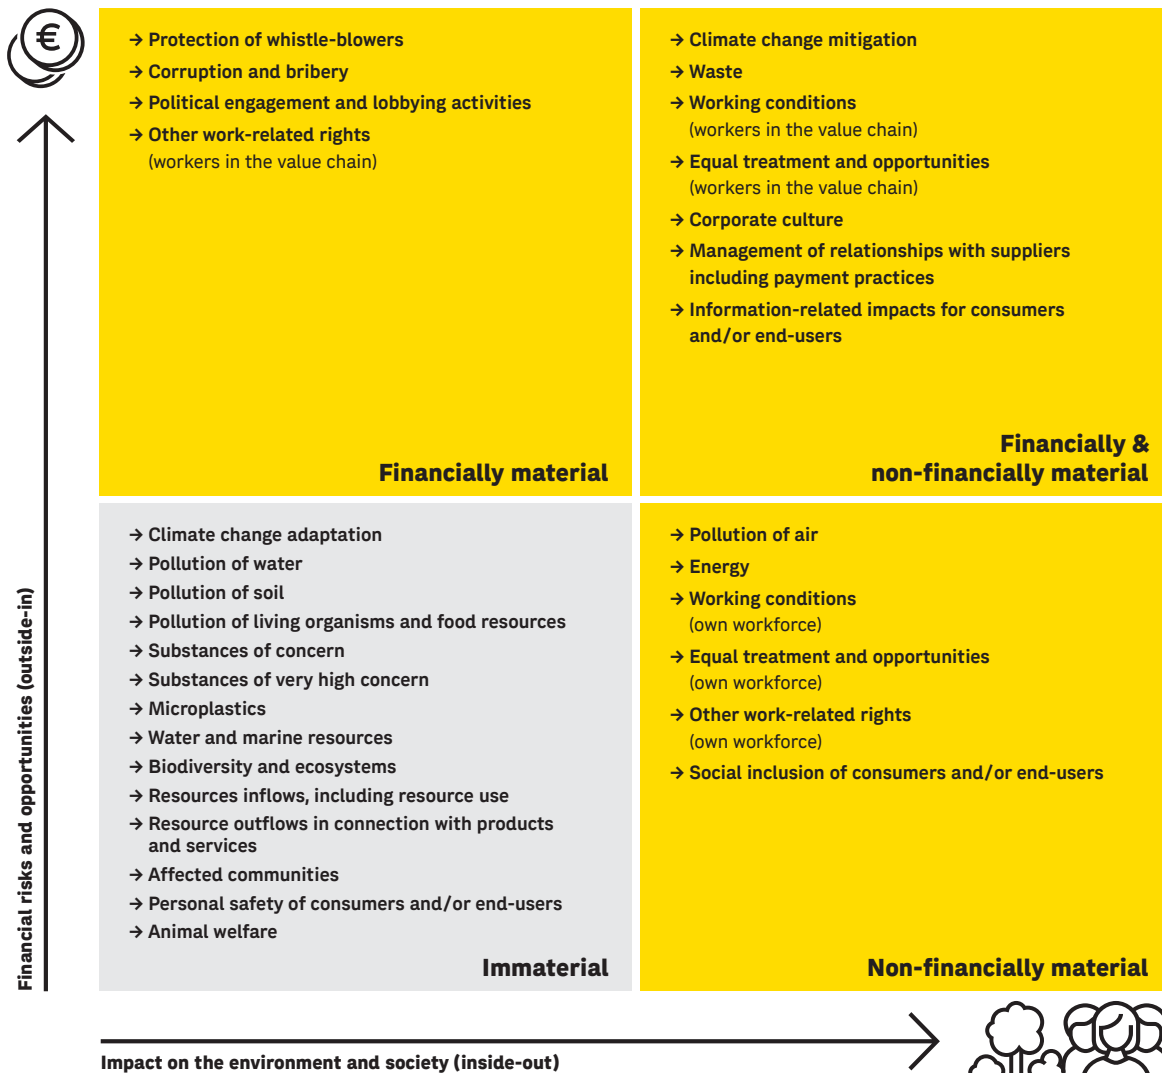 €
→ Protection of whistle-blowers
→ Corruption and bribery
→ Political engagement and lobbying activities
→ Other work-related rights
(workers in the value chain)
Financially material
→ Climate change mitigation
→ Waste
→ Working conditions
(workers in the value chain)
→ Equal treatment and opportunities
(workers in the value chain)
→ Corporate culture
→ Management of relationships with suppliers
including payment practices
→ Information-related impacts for consumers
and/or end-users
Financially &
non-financially material
→ Climate change adaptation
→ Pollution of water
→ Pollution of soil
→ Pollution of living organisms and food resources
→ Substances of concern
→ Substances of very high concern
→ Microplastics
→ Water and marine resources
→ Biodiversity and ecosystems
→ Resources inflows, including resource use
→ Resource outflows in connection with products
and services
→ Affected communities
→ Personal safety of consumers and/or end-users
→ Animal welfare
Immaterial
→ Pollution of air
→ Energy
→ Working conditions
(own workforce)
→ Equal treatment and opportunities
(own workforce)
→ Other work-related rights
(own workforce)
→ Social inclusion of consumers and/or end-users
Non-financially material
Financial risks and opportunities (outside-in)
Impact on the environment and society (inside-out)